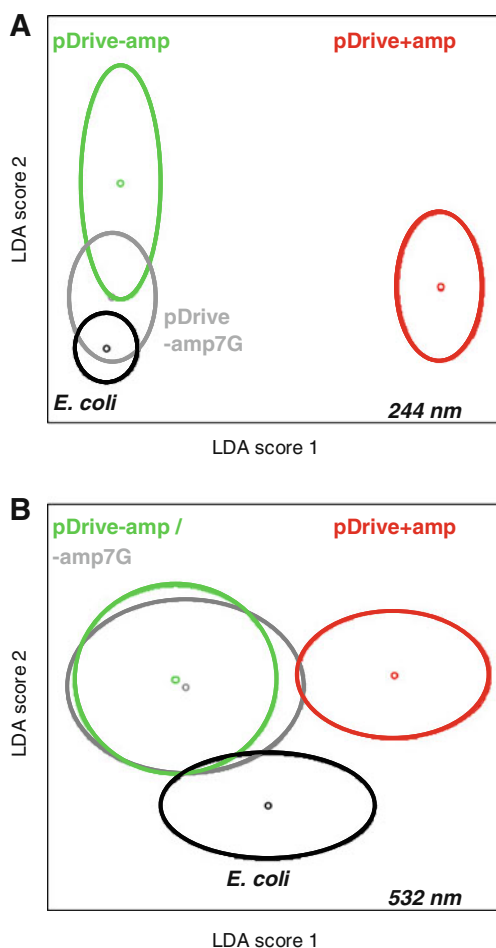 A
pDrive-amp
pDrive+amp
LDA score 2
pDrive
-amp7G
E. coli
244 nm
LDA score 1
B
pDrive-amp /
-amp7G
pDrive+amp
LDA score 2
E. coli
532 nm
LDA score 1